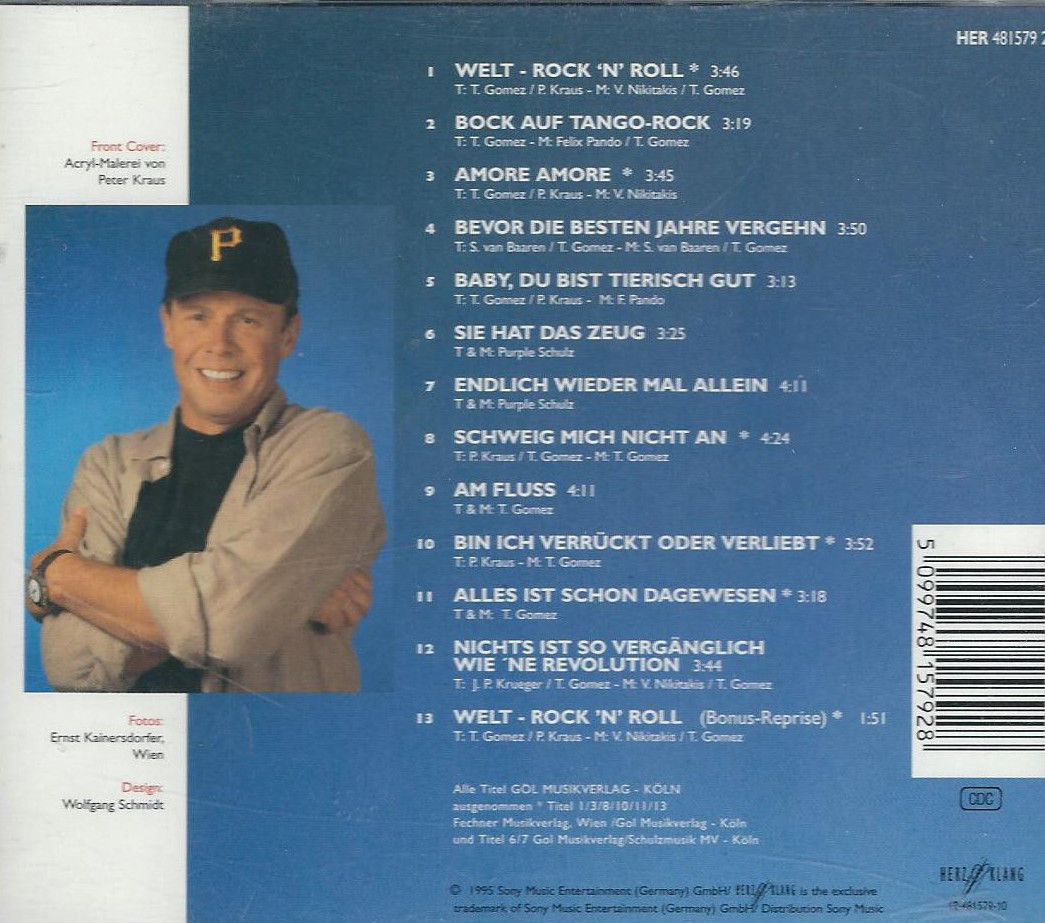 HER 481579 2
Front Cover:
Acryl-Malerei von
Peter Kraus
P
1 WELT - ROCK ‘N’ ROLL * 3:46
T: T. Gomez / P. Kraus - M: V. Nikitakis / T. Gomez
2 BOCK AUF TANGO-ROCK 3:19
T: T. Gomez - M: Felix Pando / T. Gomez
3 AMORE AMORE * 3:45
T: T. Gomez / P. Kraus - M: V. Nikitakis
4 BEVOR DIE BESTEN JAHRE VERGEHN 3:50
T: S. van Baaren / T. Gomez - M: S. van Baaren / T. Gomez
5 BABY, DU BIST TIERISCH GUT 3:13
T: T. Gomez / P. Kraus - M: F. Pando
6 SIE HAT DAS ZEUG 3:25
T & M: Purple Schulz
7 ENDLICH WIEDER MAL ALLEIN 4:11
T & M: Purple Schulz
8 SCHWEIG MICH NICHT AN * 4:24
T: P. Kraus / T. Gomez - M: T. Gomez
9 AM FLUSS 4:11
T & M: T. Gomez
10 BIN ICH VERRÜCKT ODER VERLIEBT * 3:52
T: P. Kraus - M: T. Gomez
11 ALLES IST SCHON DAGEWESEN * 3:18
T & M: T. Gomez
12 NICHTS IST SO VERGÄNGLICH
WIE ´NE REVOLUTION 3:44
T: J. P. Krueger / T. Gomez - M: V. Nikitakis / T. Gomez
13 WELT - ROCK ’N’ ROLL (Bonus-Reprise) * 1:51
T: T. Gomez / P. Kraus - M: V. Nikitakis / T. Gomez
Fotos:
Ernst Kainersdorfer,
Wien
Design:
Wolfgang Schmidt
Alle Titel GOL MUSIKVERLAG - KÖLN
ausgenommen * Titel 1/3/8/10/11/13
Fechner Musikverlag, Wien /Gol Musikverlag - Köln
und Titel 6/7 Gol Musikverlag/Schulzmusik MV - Köln
© 1995 Sony Music Entertainment (Germany) GmbH/ HERZKLANG is the exclusive
trademark of Sony Music Entertainment (Germany) GmbH/ Distribution Sony Music
5 099748 157928
CDC
HERZ KLANG
17-481579-10